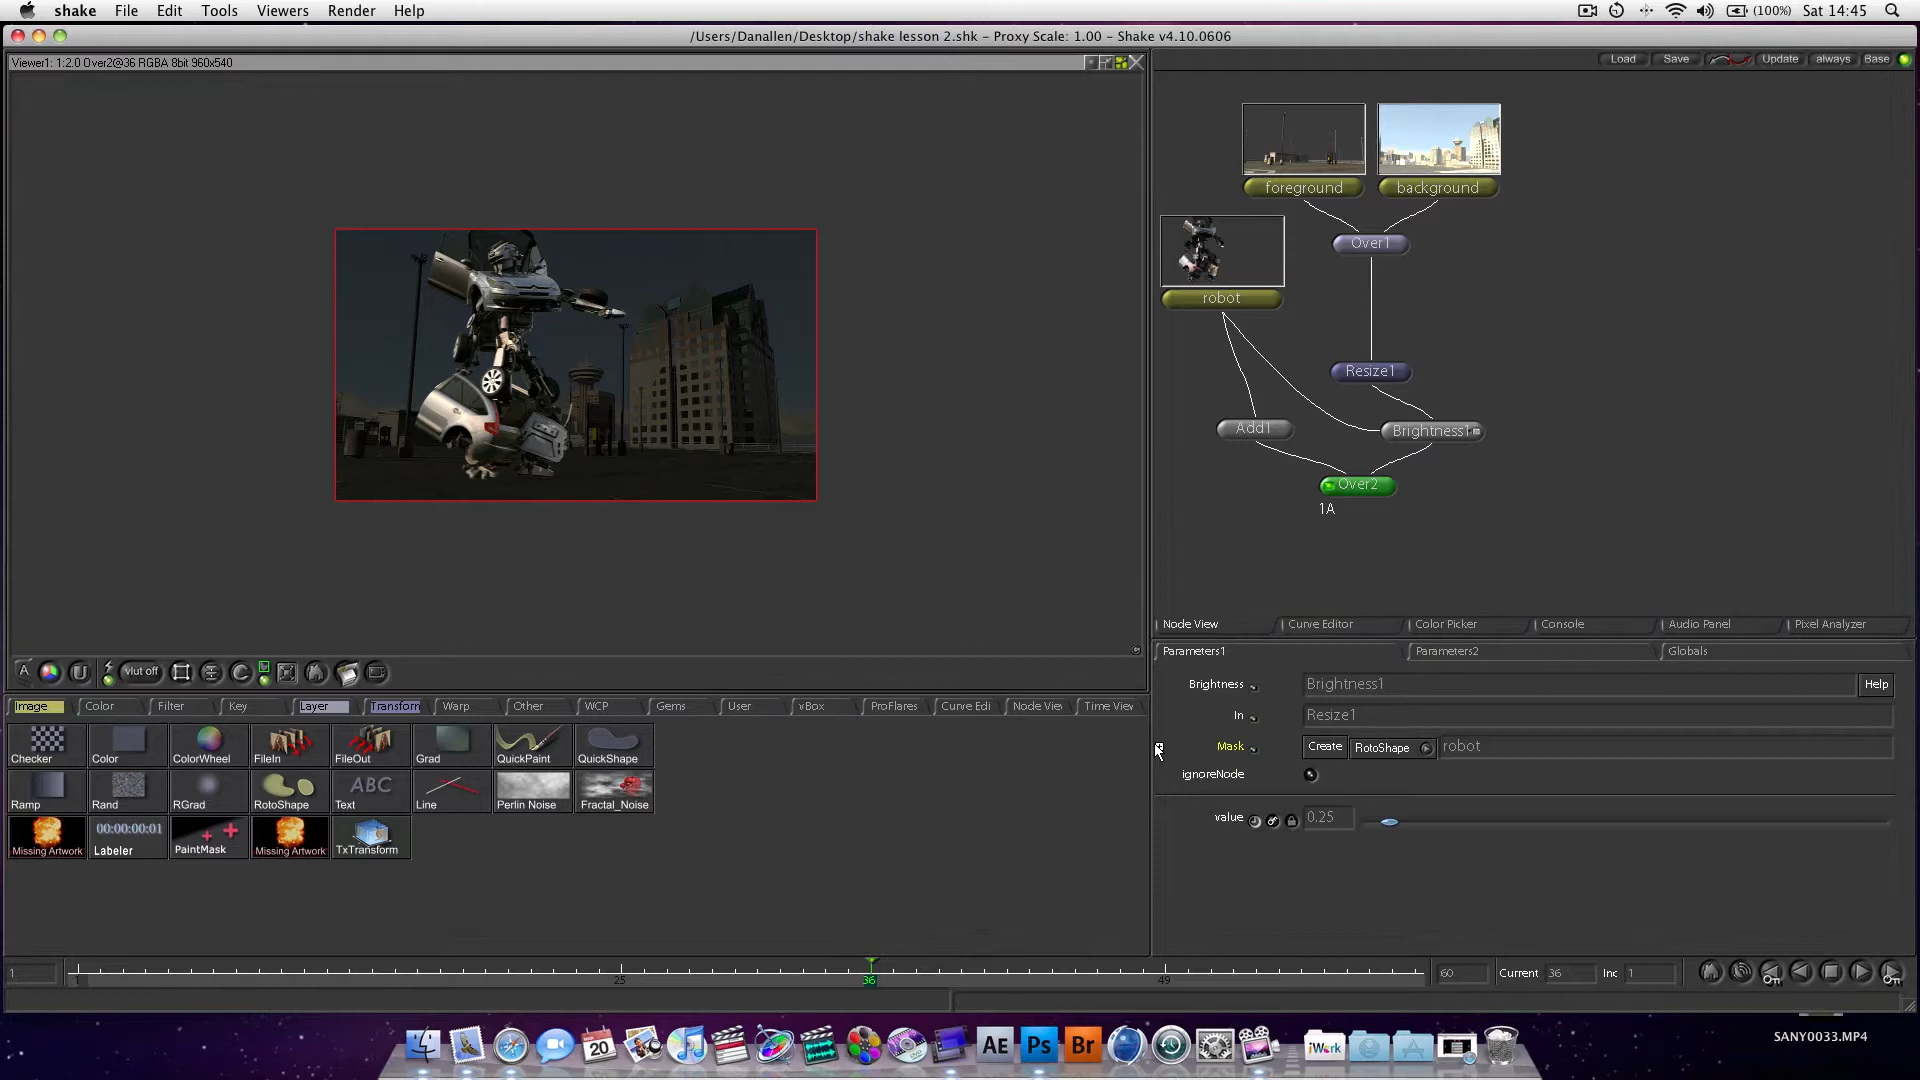 shake File Edit Tools Viewers Render Help
(100%) Sat 14:45
/Users/Danallen/Desktop/shake lesson 2.shk - Proxy Scale: 1.00 - Shake v4.10.0606
Viewer1: 1:2.0 Over2@36 RGBA 8bit 960x540
Load Save Update always Base
foreground background
Over1
robot
Resize1
Add1 Brightness1
Over2
1A
Node View Curve Editor Color Picker Console Audio Panel Pixel Analyzer
Parameters1 Parameters2 Globals
Brightness Brightness1 Help
In Resize1
Mask Create RotoShape robot
ignoreNode
value 0.25
A U vlut off
Image Color Filter Key Layer Transform Warp Other WCP Gems User vBox ProFlares Curve Edi Node View Time View
Checker Color ColorWheel FileIn FileOut Grad QuickPaint QuickShape
Ramp Rand RGrad RotoShape ABC Text Line Perlin Noise Fractal_Noise
Missing Artwork 00:00:00:01 Labeler PaintMask Missing Artwork TxTransform
1 1 25 36 49 60 Current 36 Inc 1
MAR 20 AE Ps Br iWork
SANY0033.MP4